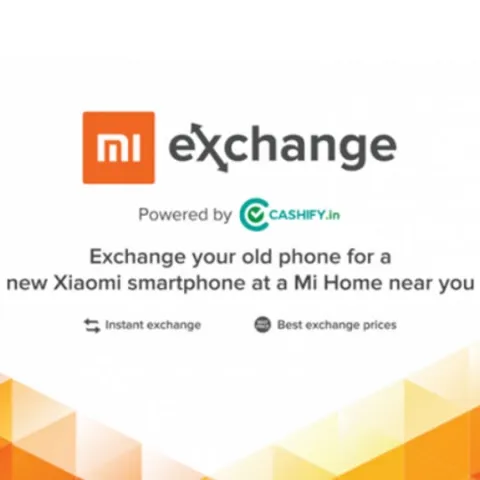 mi exchange
Powered by CASHIFY.in
Exchange your old phone for a
new Xiaomi smartphone at a Mi Home near you
Instant exchange Best exchange prices